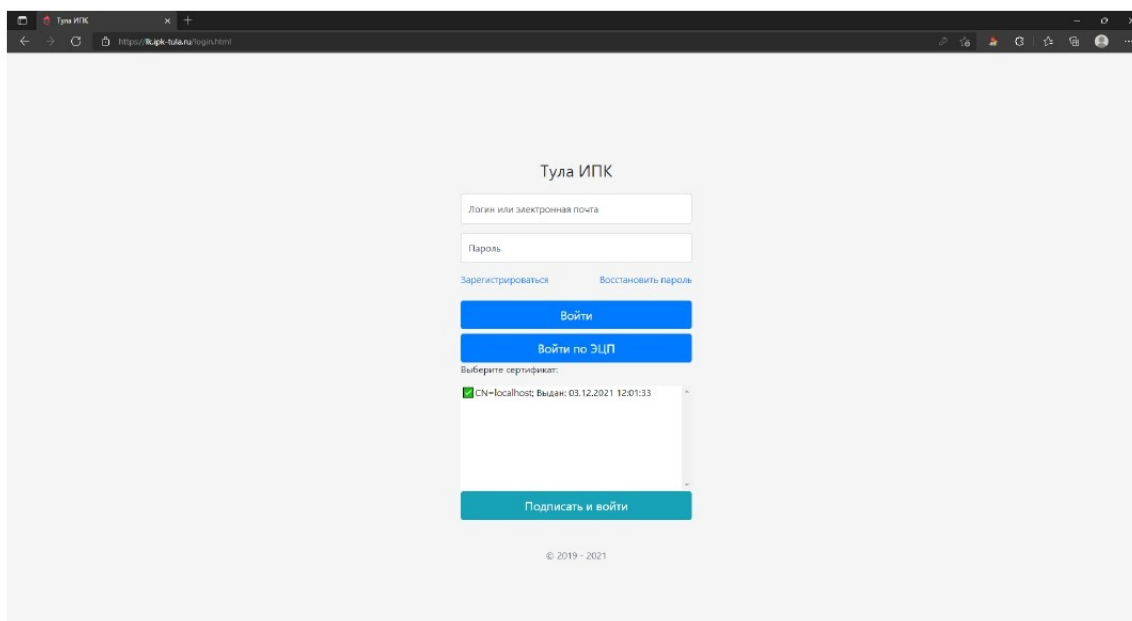 Тула ИПК
https://lk.ipk-tula.ru/login.html
Тула ИПК
Логин или электронная почта
Пароль
Зарегистрироваться Восстановить пароль
Войти
Войти по ЭЦП
Выберите сертификат:
CN=localhost; Выдан: 03.12.2021 12:01:33
Подписать и войти
© 2019 - 2021